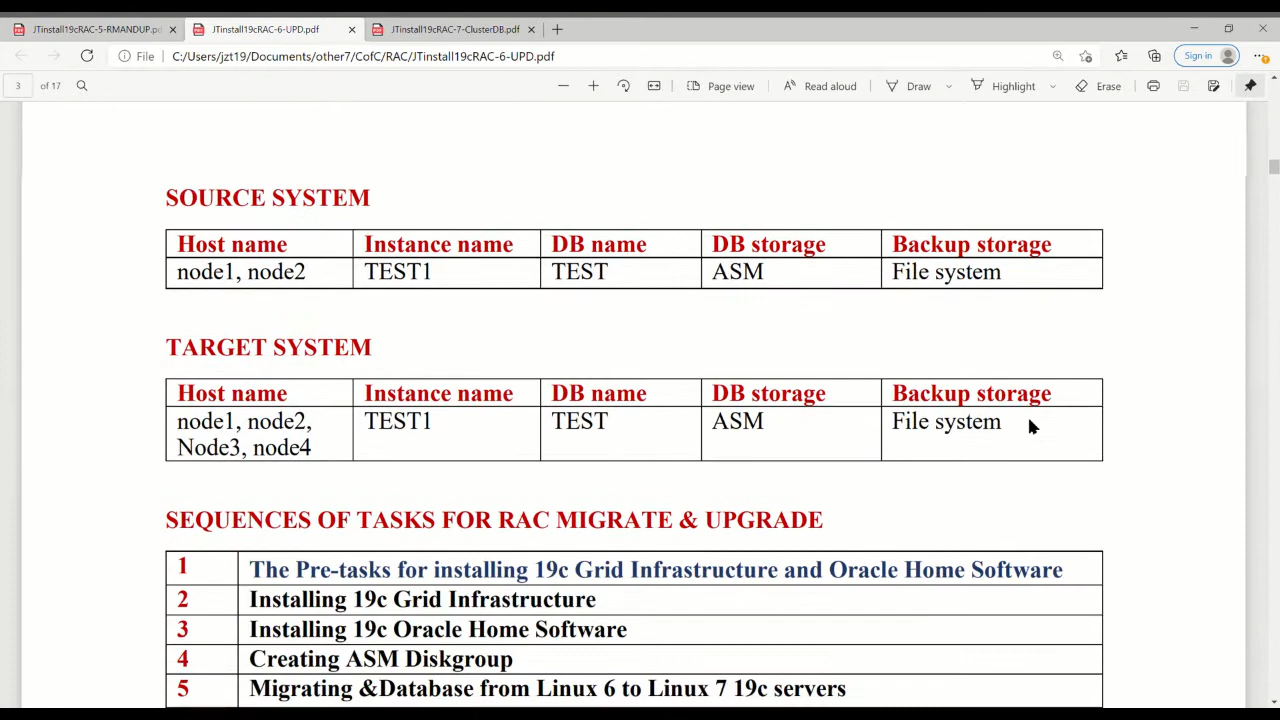 JTinstall19cRAC-5-RMANDUP.pd
JTinstall19cRAC-6-UPD.pdf
JTinstall19cRAC-7-ClusterDB.pdf
File
C:/Users/jzt19/Documents/other7/CofC/RAC/JTinstall19cRAC-6-UPD.pdf
Sign in
3 of 17
Page view
Read aloud
Draw
Highlight
Erase
SOURCE SYSTEM
Host name Instance name DB name DB storage Backup storage
node1, node2 TEST1 TEST ASM File system
TARGET SYSTEM
Host name Instance name DB name DB storage Backup storage
node1, node2, TEST1 TEST ASM File system
Node3, node4
SEQUENCES OF TASKS FOR RAC MIGRATE & UPGRADE
1 The Pre-tasks for installing 19c Grid Infrastructure and Oracle Home Software
2 Installing 19c Grid Infrastructure
3 Installing 19c Oracle Home Software
4 Creating ASM Diskgroup
5 Migrating &Database from Linux 6 to Linux 7 19c servers